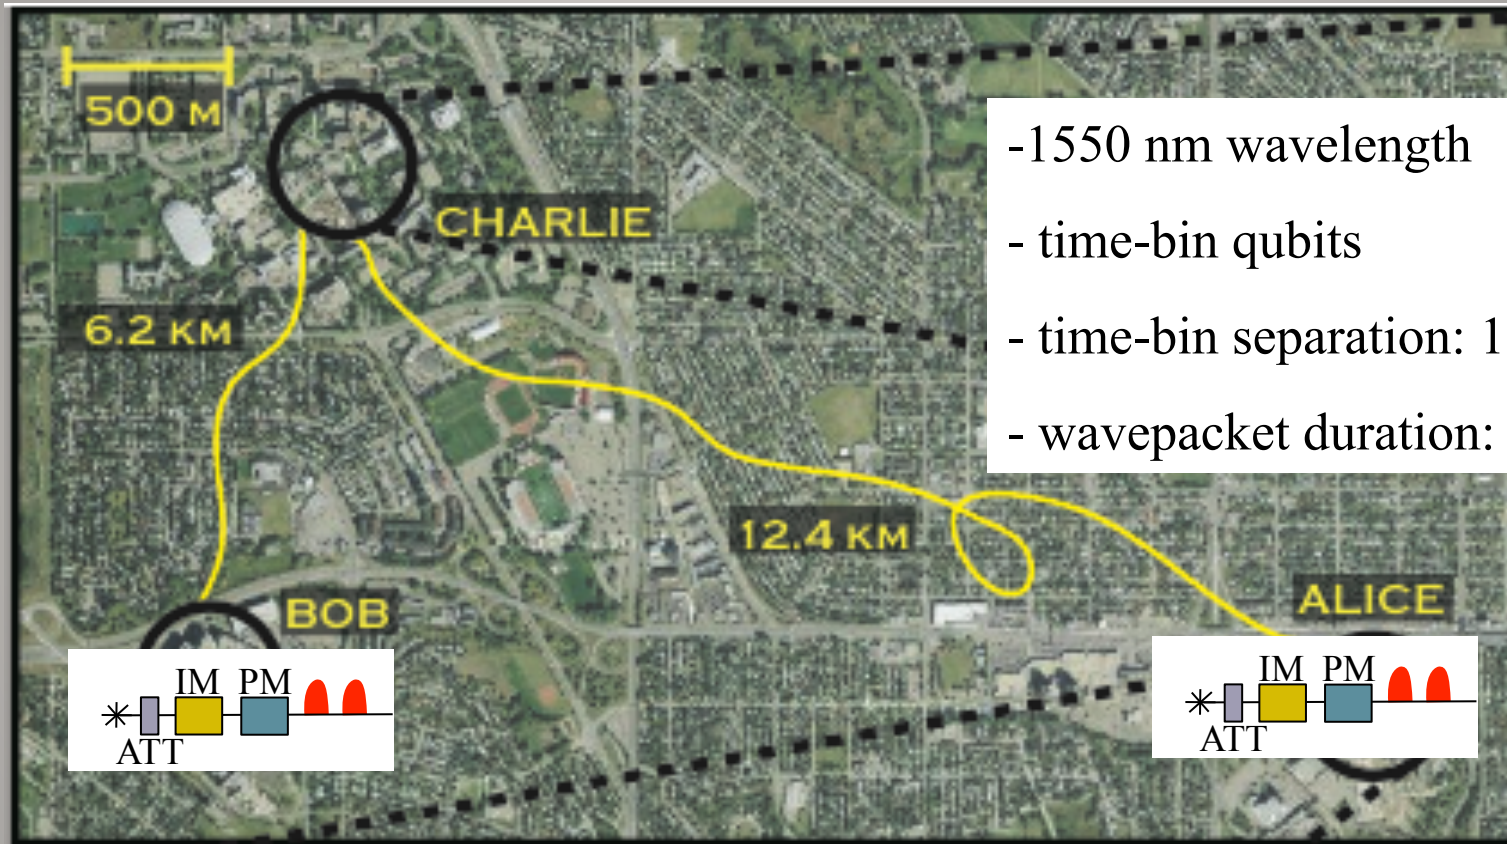 500 M
CHARLIE
-1550 nm wavelength
- time-bin qubits
- time-bin separation: 1
- wavepacket duration:
6.2 KM
12.4 KM
BOB
IM PM
ATT
ALICE
IM PM
ATT